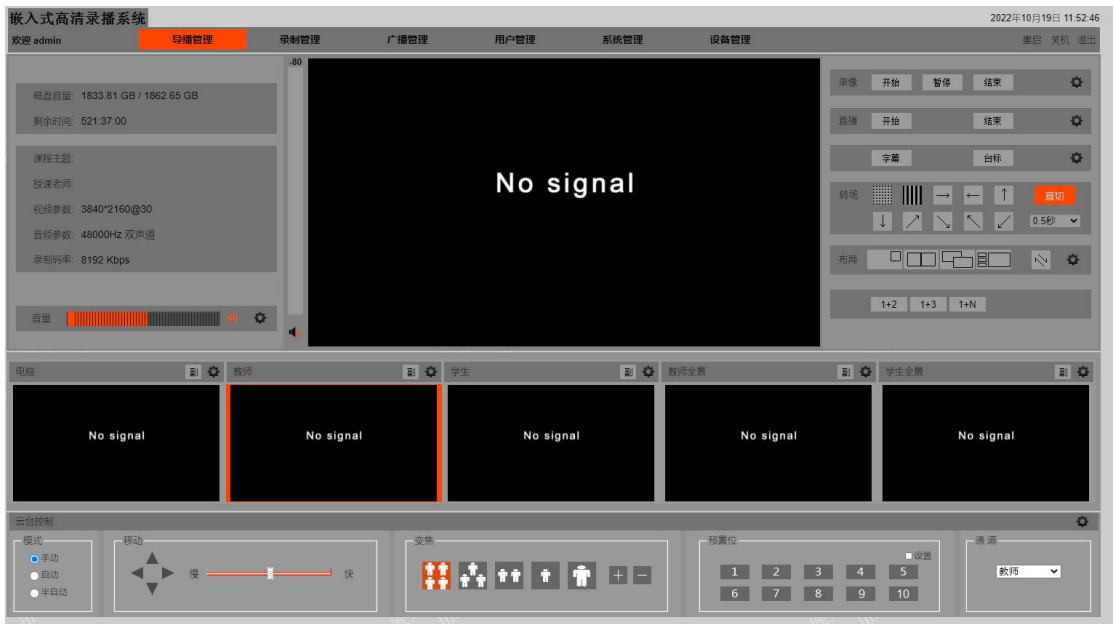 嵌入式高清录播系统
2022年10月19日 11:52:46
欢迎 admin 导播管理 录制管理 广播管理 用户管理 系统管理 设备管理 重启 关机 退出
-80
磁盘容量: 1833.81 GB / 1862.65 GB
剩余时间: 521:37:00
课程主题:
授课老师:
视频参数: 3840*2160@30
音频参数: 48000Hz 双声道
录制码率: 8192 Kbps
音量 60
No signal
录像 开始 暂停 结束
直播 开始 结束
字幕 台标
转场 → ← ↑ 直切
↓ ↗ ↘ ↖ ↙ 0.5秒
布局
1+2 1+3 1+N
电脑 副 教师 副 学生 副 教师全景 副 学生全景 副
No signal No signal No signal No signal No signal
云台控制
模式 移动 变焦 预置位 通道
手动
自动
半自动
慢 快
+ −
设置
1 2 3 4 5
6 7 8 9 10
教师